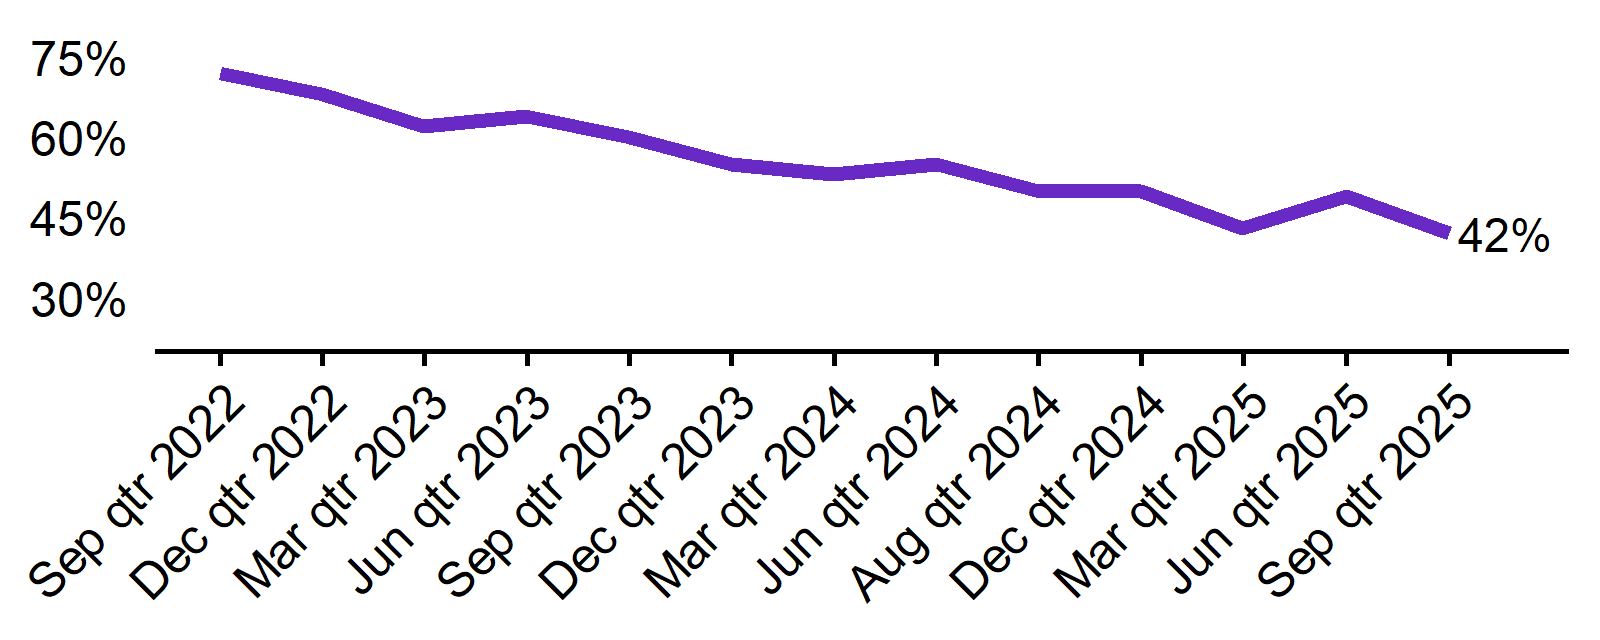 75%
60%
45%
30%
42%
Sep qtr 2022
Dec qtr 2022
Mar qtr 2023
Jun qtr 2023
Sep qtr 2023
Dec qtr 2023
Mar qtr 2024
Jun qtr 2024
Aug qtr 2024
Dec qtr 2024
Mar qtr 2025
Jun qtr 2025
Sep qtr 2025